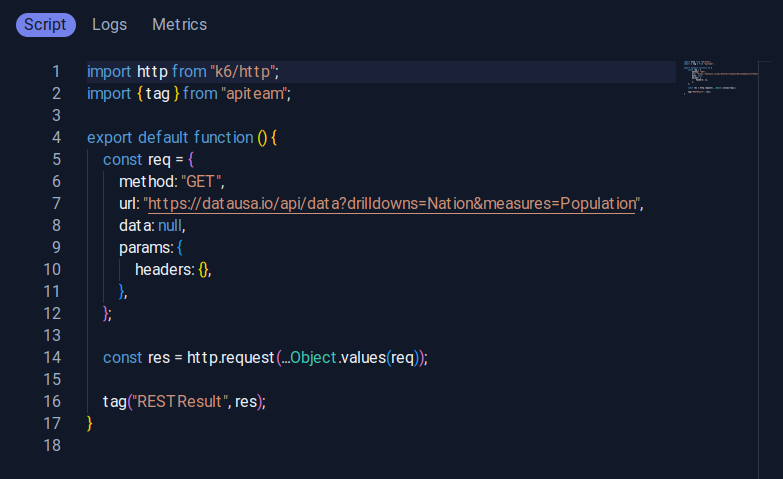 Script Logs Metrics
1 import http from "k6/http";
2 import { tag } from "apiteam";
3
4 export default function () {
5 const req = {
6 method: "GET",
7 url: "https://datausa.io/api/data?drilldowns=Nation&measures=Population",
8 data: null,
9 params: {
10 headers: {},
11 },
12 };
13
14 const res = http.request(...Object.values(req));
15
16 tag("RESTResult", res);
17 }
18